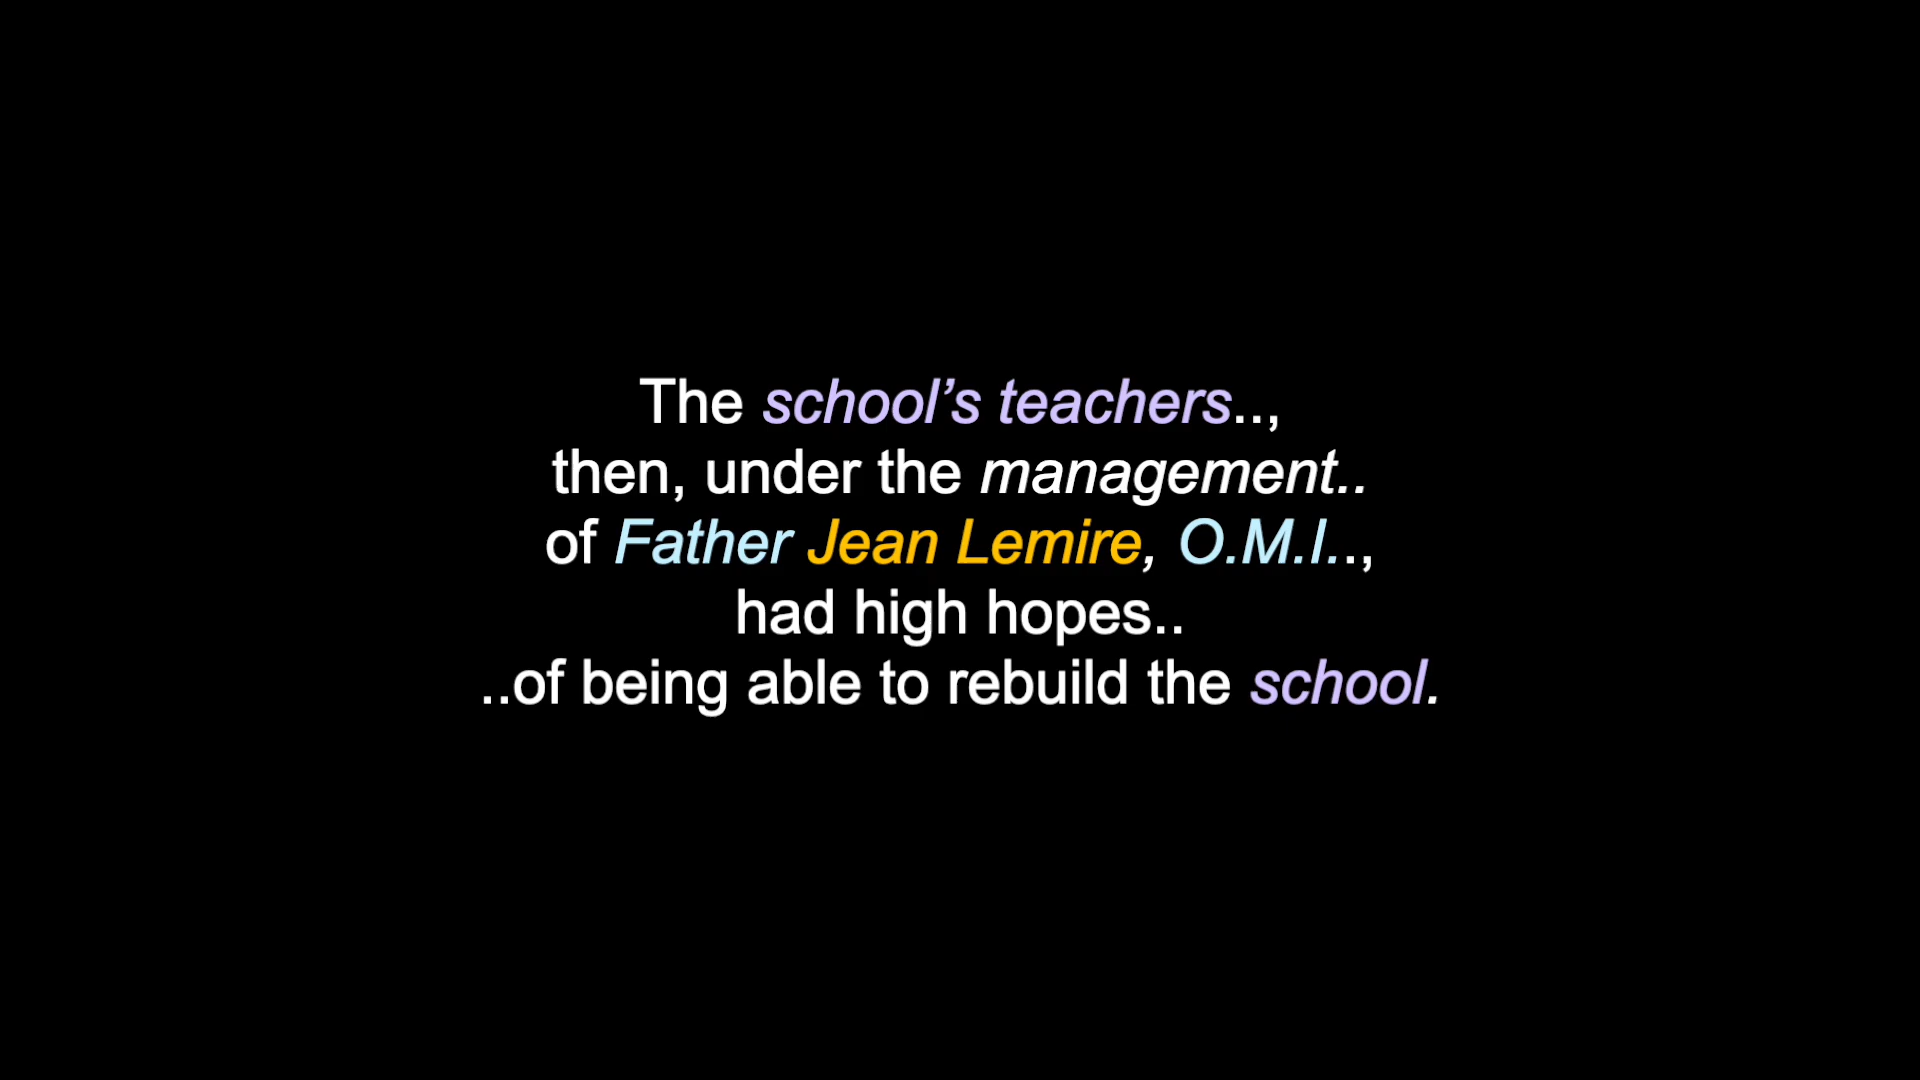 The school’s teachers..,
then, under the management..
of Father Jean Lemire, O.M.I..,
had high hopes..
..of being able to rebuild the school.